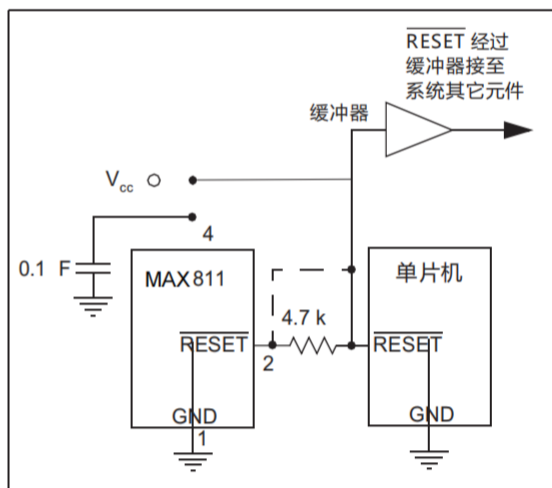 RESET 经过
缓冲器接至
系统其它元件
缓冲器
Vcc
4
0.1 F
MAX811
单片机
4.7 k
RESET
2
RESET
GND
1
GND